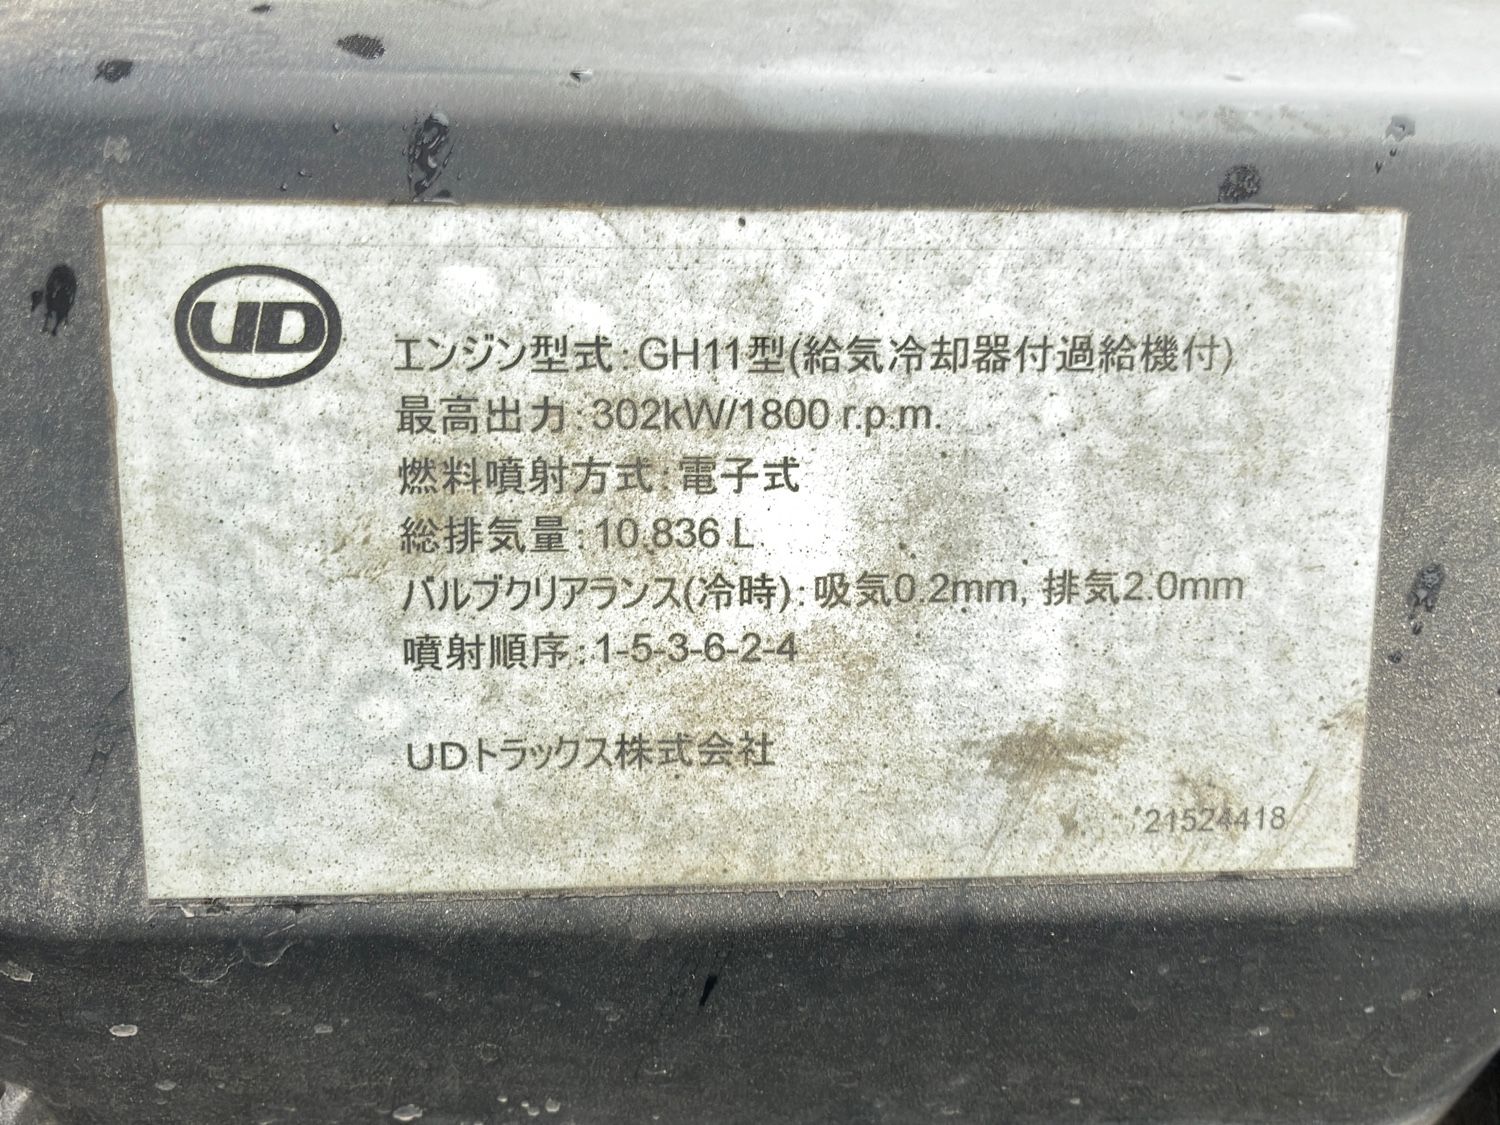 UD
エンジン型式:GH11型(給気冷却器付過給機付)
最高出力:302kW/1800 r.p.m.
燃料噴射方式:電子式
総排気量:10.836 L
バルブクリアランス(冷時):吸気0.2mm, 排気2.0mm
噴射順序:1-5-3-6-2-4
UDトラックス株式会社
21524418